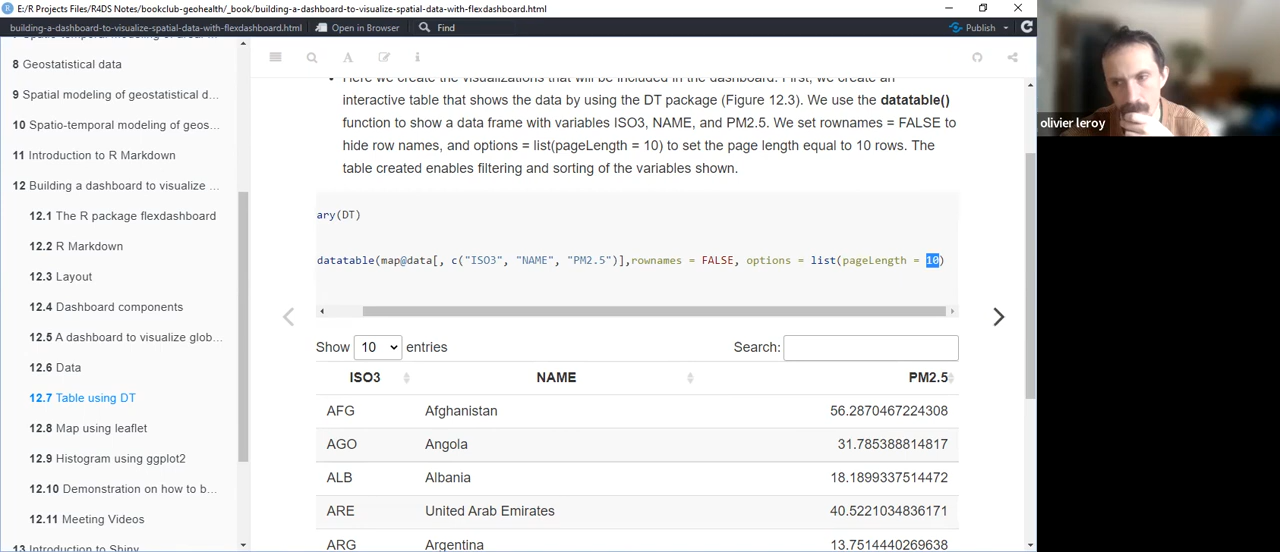 E:/R Projects Files/R4DS Notes/bookclub-geohealth/_book/building-a-dashboard-to-visualize-spatial-data-with-flexdashboard.html
building-a-dashboard-to-visualize-spatial-data-with-flexdashboard.html
Open in Browser
Find
Publish
8 Geostatistical data
9 Spatial modeling of geostatistical d...
10 Spatio-temporal modeling of geos...
11 Introduction to R Markdown
12 Building a dashboard to visualize ...
12.1 The R package flexdashboard
12.2 R Markdown
12.3 Layout
12.4 Dashboard components
12.5 A dashboard to visualize glob...
12.6 Data
12.7 Table using DT
12.8 Map using leaflet
12.9 Histogram using ggplot2
12.10 Demonstration on how to b...
12.11 Meeting Videos
13 Introduction to Shiny
Here we create the visualizations that will be included in the dashboard. First, we create an
interactive table that shows the data by using the DT package (Figure 12.3). We use the datatable()
function to show a data frame with variables ISO3, NAME, and PM2.5. We set rownames = FALSE to
hide row names, and options = list(pageLength = 10) to set the page length equal to 10 rows. The
table created enables filtering and sorting of the variables shown.
ary(DT)
datatable(map@data[, c("ISO3", "NAME", "PM2.5")],rownames = FALSE, options = list(pageLength = 10)
Show 10 entries
Search:
ISO3 NAME PM2.5
AFG Afghanistan 56.2870467224308
AGO Angola 31.785388814817
ALB Albania 18.1899337514472
ARE United Arab Emirates 40.5221034836171
ARG Argentina 13.7514440269638
olivier leroy